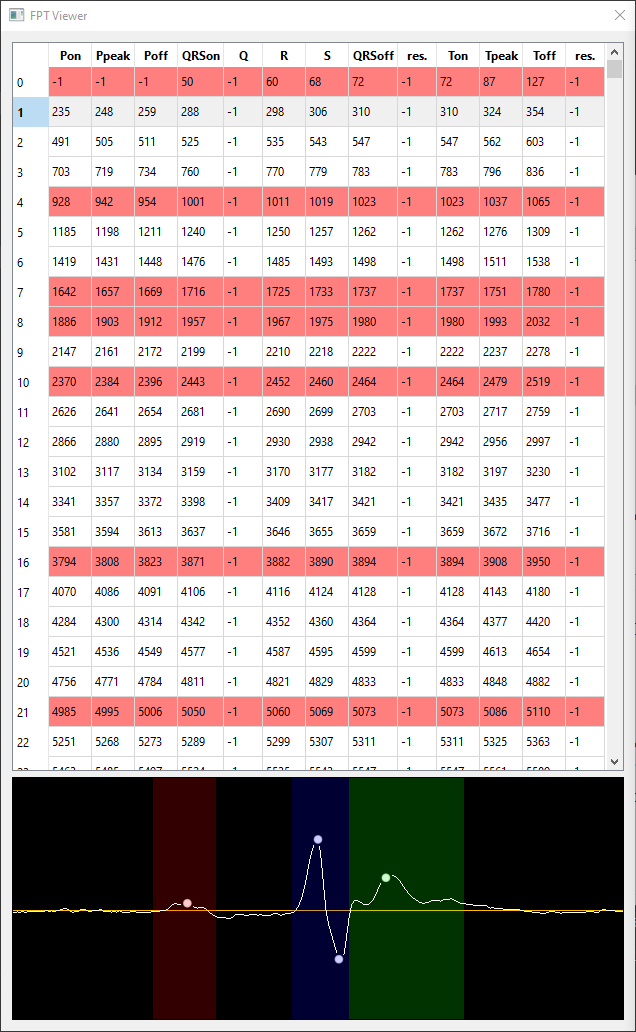 FPT Viewer
Pon Ppeak Poff QRSon Q R S QRSoff res. Ton Tpeak Toff res.
0 -1 -1 -1 50 -1 60 68 72 -1 72 87 127 -1
1 235 248 259 288 -1 298 306 310 -1 310 324 354 -1
2 491 505 511 525 -1 535 543 547 -1 547 562 603 -1
3 703 719 734 760 -1 770 779 783 -1 783 796 836 -1
4 928 942 954 1001 -1 1011 1019 1023 -1 1023 1037 1065 -1
5 1185 1198 1211 1240 -1 1250 1257 1262 -1 1262 1276 1309 -1
6 1419 1431 1448 1476 -1 1485 1493 1498 -1 1498 1511 1538 -1
7 1642 1657 1669 1716 -1 1725 1733 1737 -1 1737 1751 1780 -1
8 1886 1903 1912 1957 -1 1967 1975 1980 -1 1980 1993 2032 -1
9 2147 2161 2172 2199 -1 2210 2218 2222 -1 2222 2237 2278 -1
10 2370 2384 2396 2443 -1 2452 2460 2464 -1 2464 2479 2519 -1
11 2626 2641 2654 2681 -1 2690 2699 2703 -1 2703 2717 2759 -1
12 2866 2880 2895 2919 -1 2930 2938 2942 -1 2942 2956 2997 -1
13 3102 3117 3134 3159 -1 3170 3177 3182 -1 3182 3197 3230 -1
14 3341 3357 3372 3398 -1 3409 3417 3421 -1 3421 3435 3477 -1
15 3581 3594 3613 3637 -1 3646 3655 3659 -1 3659 3672 3716 -1
16 3794 3808 3823 3871 -1 3882 3890 3894 -1 3894 3908 3950 -1
17 4070 4086 4091 4106 -1 4116 4124 4128 -1 4128 4143 4180 -1
18 4284 4300 4314 4342 -1 4352 4360 4364 -1 4364 4377 4420 -1
19 4521 4536 4549 4577 -1 4587 4595 4599 -1 4599 4613 4654 -1
20 4756 4771 4784 4811 -1 4821 4829 4833 -1 4833 4848 4882 -1
21 4985 4995 5006 5050 -1 5060 5069 5073 -1 5073 5086 5110 -1
22 5251 5268 5273 5289 -1 5299 5307 5311 -1 5311 5325 5363 -1